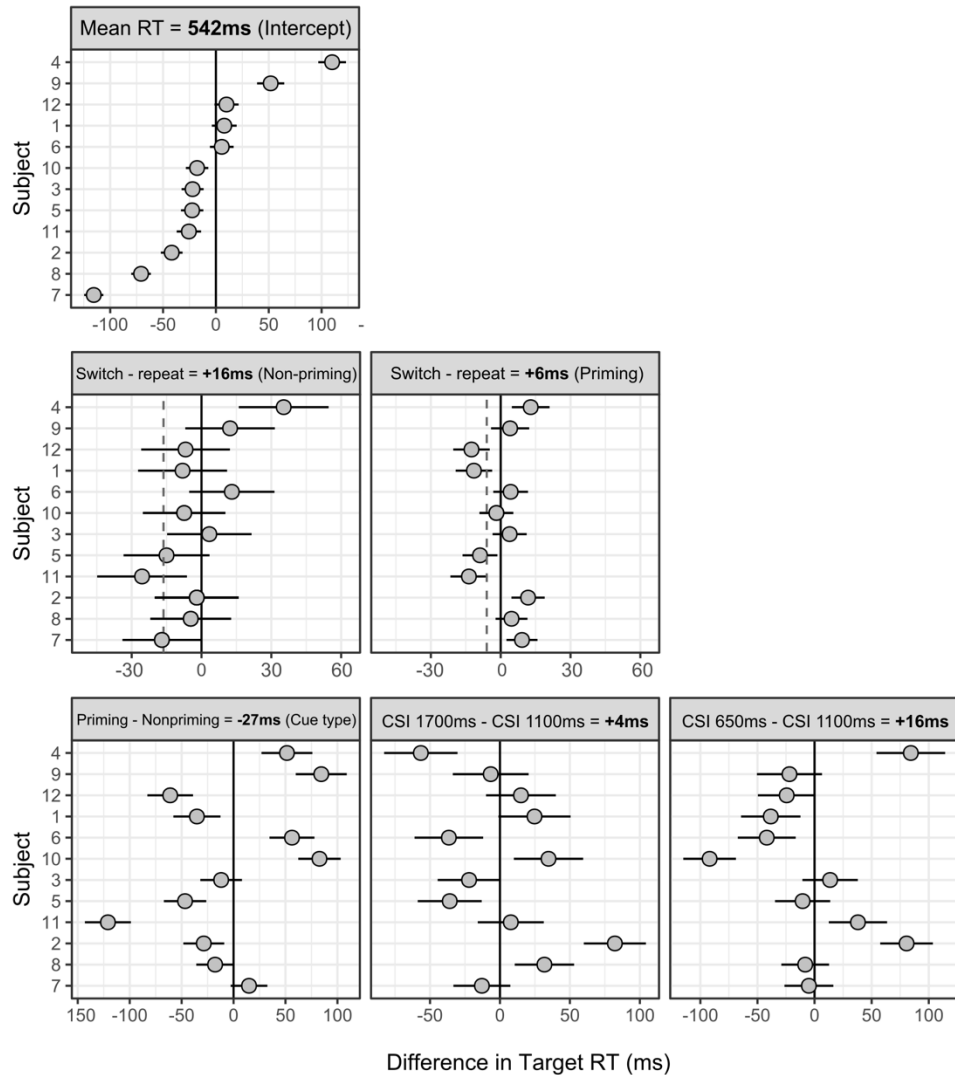 Mean RT = 542ms (Intercept)
Subject
4
9
12
1
6
10
3
5
11
2
8
7
-100 -50 0 50 100 -
Switch - repeat = +16ms (Non-priming)
Switch - repeat = +6ms (Priming)
Subject
4
9
12
1
6
10
3
5
11
2
8
7
-30 0 30 60
-30 0 30 60
Priming - Nonpriming = -27ms (Cue type)
CSI 1700ms - CSI 1100ms = +4ms
CSI 650ms - CSI 1100ms = +16ms
Subject
4
9
12
1
6
10
3
5
11
2
8
7
-150 -100 -50 0 50 100
-50 0 50 100
-100 -50 0 50 100
Difference in Target RT (ms)